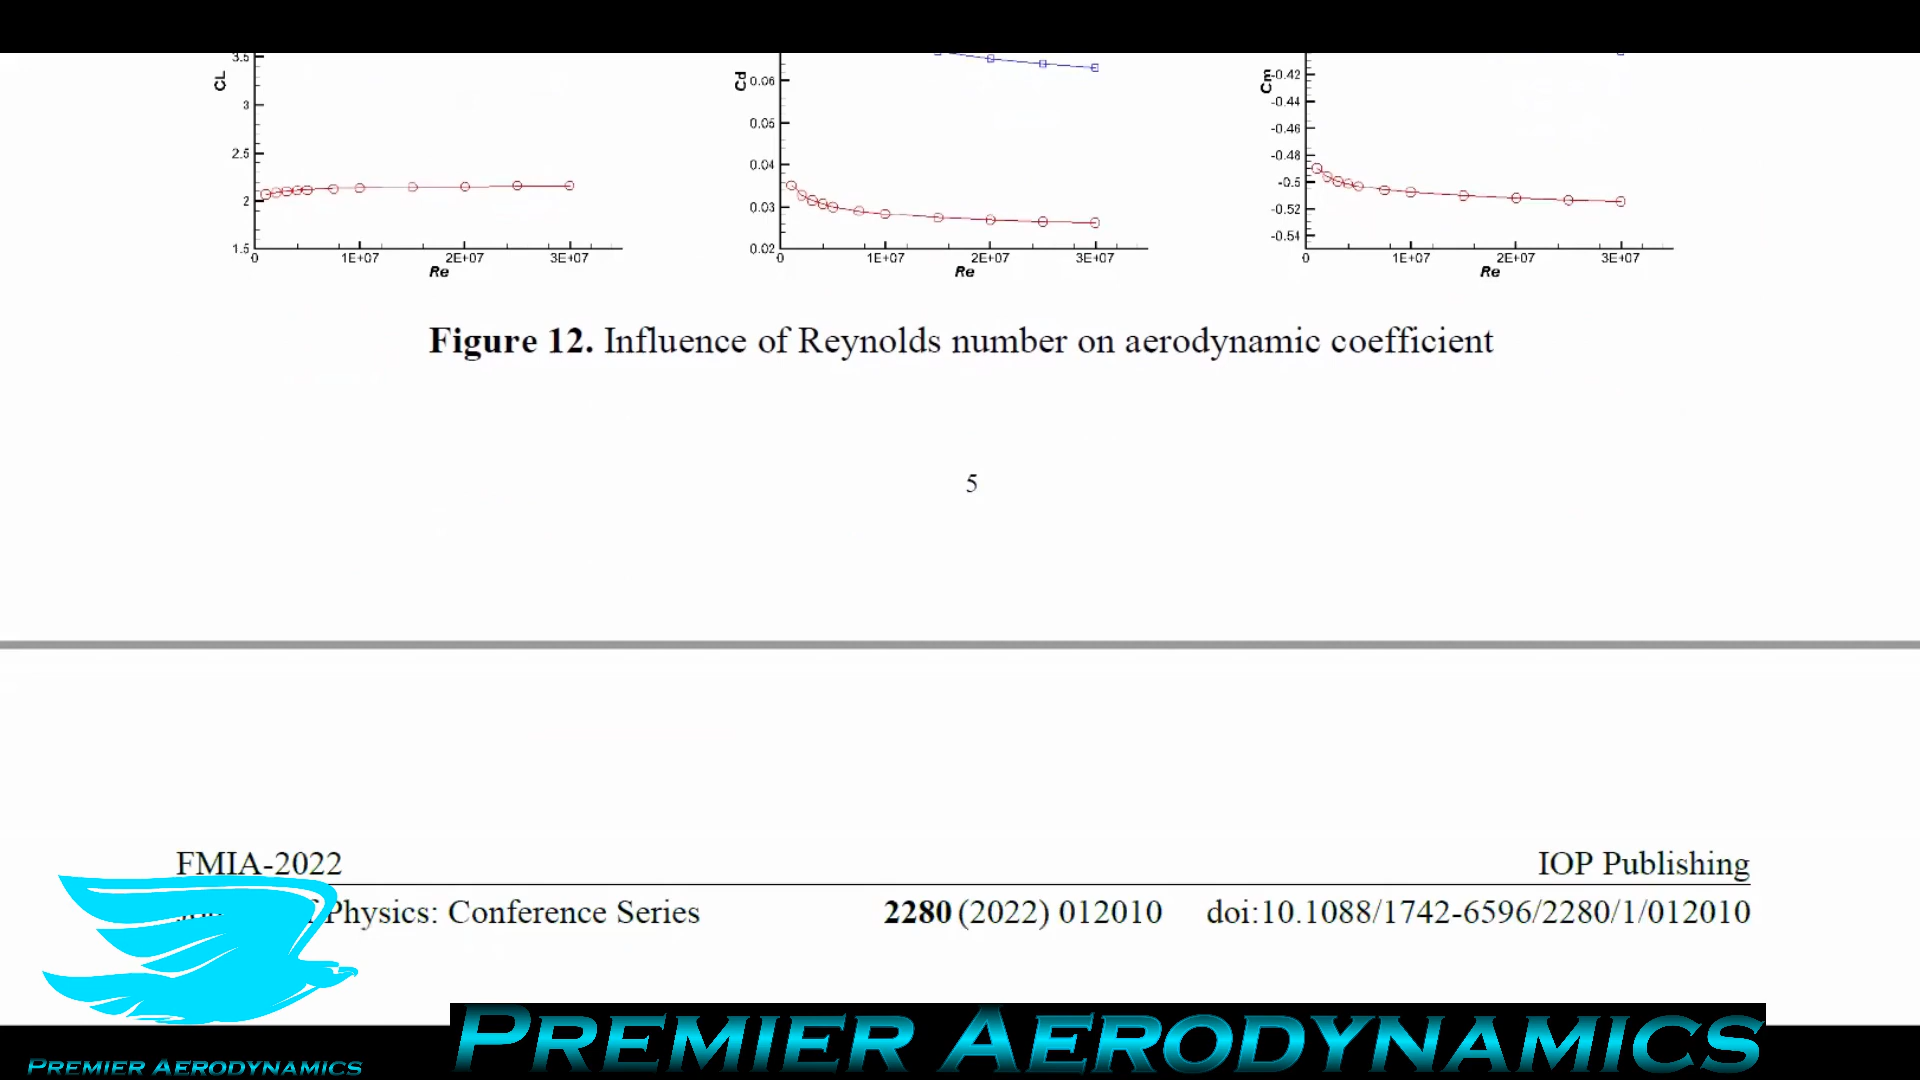 3.5
CL
3
2.5
2
1.5
0 1E+07 2E+07 3E+07
Re
Cd
0.06
0.05
0.04
0.03
0.02
0 1E+07 2E+07 3E+07
Re
Cm
-0.42
-0.44
-0.46
-0.48
-0.5
-0.52
-0.54
0 1E+07 2E+07 3E+07
Re
Figure 12. Influence of Reynolds number on aerodynamic coefficient
5
FMIA-2022 IOP Publishing
Physics: Conference Series 2280 (2022) 012010 doi:10.1088/1742-6596/2280/1/012010
PREMIER AERODYNAMICS
PREMIER AERODYNAMICS